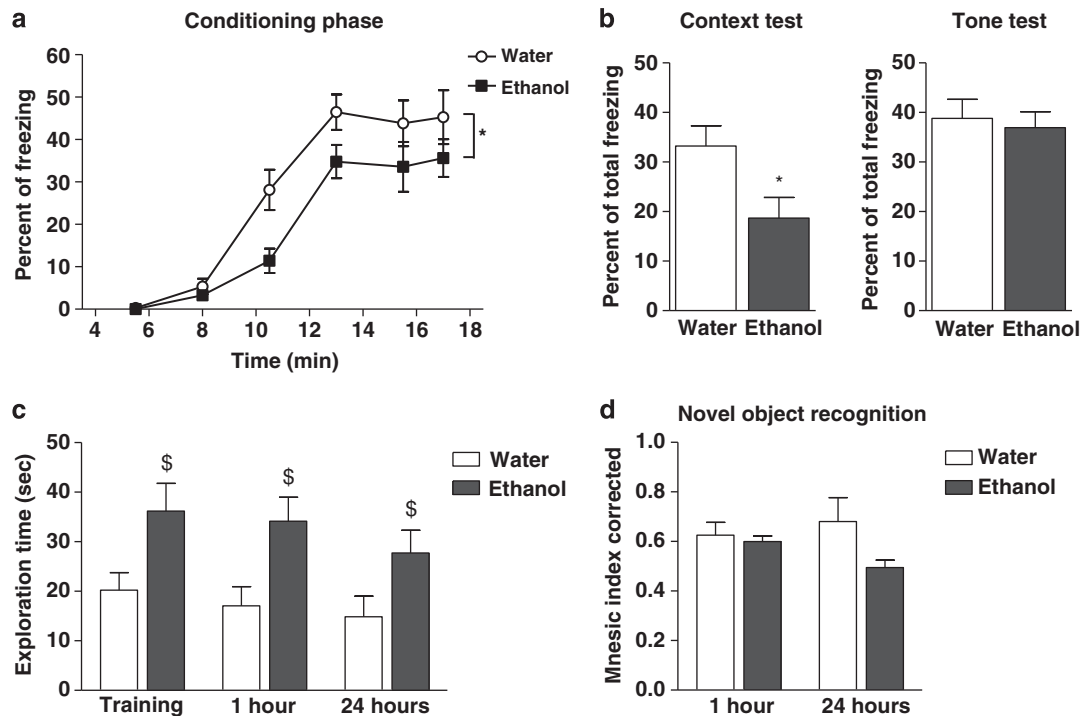 a
Conditioning phase
60
50
40
30
20
10
0
Percent of freezing
4 6 8 10 12 14 16 18
Time (min)
Water
Ethanol
*
b
Context test
50
40
30
20
10
0
Percent of total freezing
*
Water Ethanol
Tone test
50
40
30
20
10
0
Percent of total freezing
Water Ethanol
c
50
40
30
20
10
0
Exploration time (sec)
$ $ $
Training 1 hour 24 hours
Water
Ethanol
d
Novel object recognition
1.0
0.8
0.6
0.4
0.2
0.0
Mnesic index corrected
1 hour 24 hours
Water
Ethanol